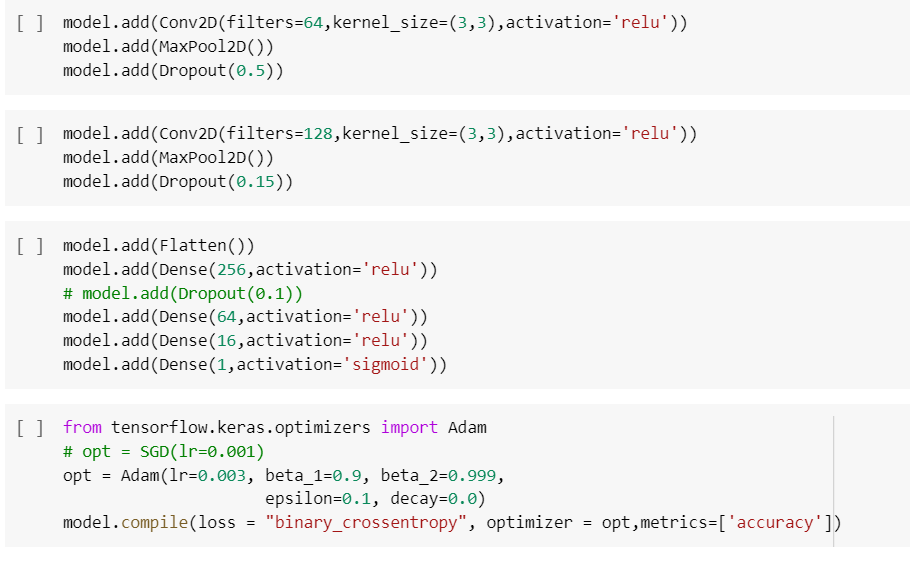 [ ] model.add(Conv2D(filters=64,kernel_size=(3,3),activation='relu'))
model.add(MaxPool2D())
model.add(Dropout(0.5))
[ ] model.add(Conv2D(filters=128,kernel_size=(3,3),activation='relu'))
model.add(MaxPool2D())
model.add(Dropout(0.15))
[ ] model.add(Flatten())
model.add(Dense(256,activation='relu'))
# model.add(Dropout(0.1))
model.add(Dense(64,activation='relu'))
model.add(Dense(16,activation='relu'))
model.add(Dense(1,activation='sigmoid'))
[ ] from tensorflow.keras.optimizers import Adam
# opt = SGD(lr=0.001)
opt = Adam(lr=0.003, beta_1=0.9, beta_2=0.999,
epsilon=0.1, decay=0.0)
model.compile(loss = "binary_crossentropy", optimizer = opt,metrics=['accuracy'])